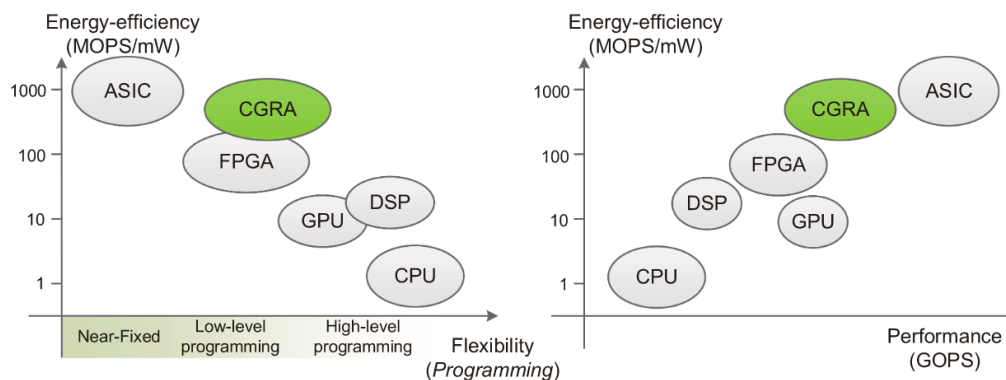 Energy-efficiency
(MOPS/mW)
1000
100
10
1
ASIC
CGRA
FPGA
GPU
DSP
CPU
Near-Fixed
Low-level
programming
High-level
programming
Flexibility
(Programming)
Energy-efficiency
(MOPS/mW)
1000
100
10
1
ASIC
CGRA
FPGA
DSP
GPU
CPU
Performance
(GOPS)